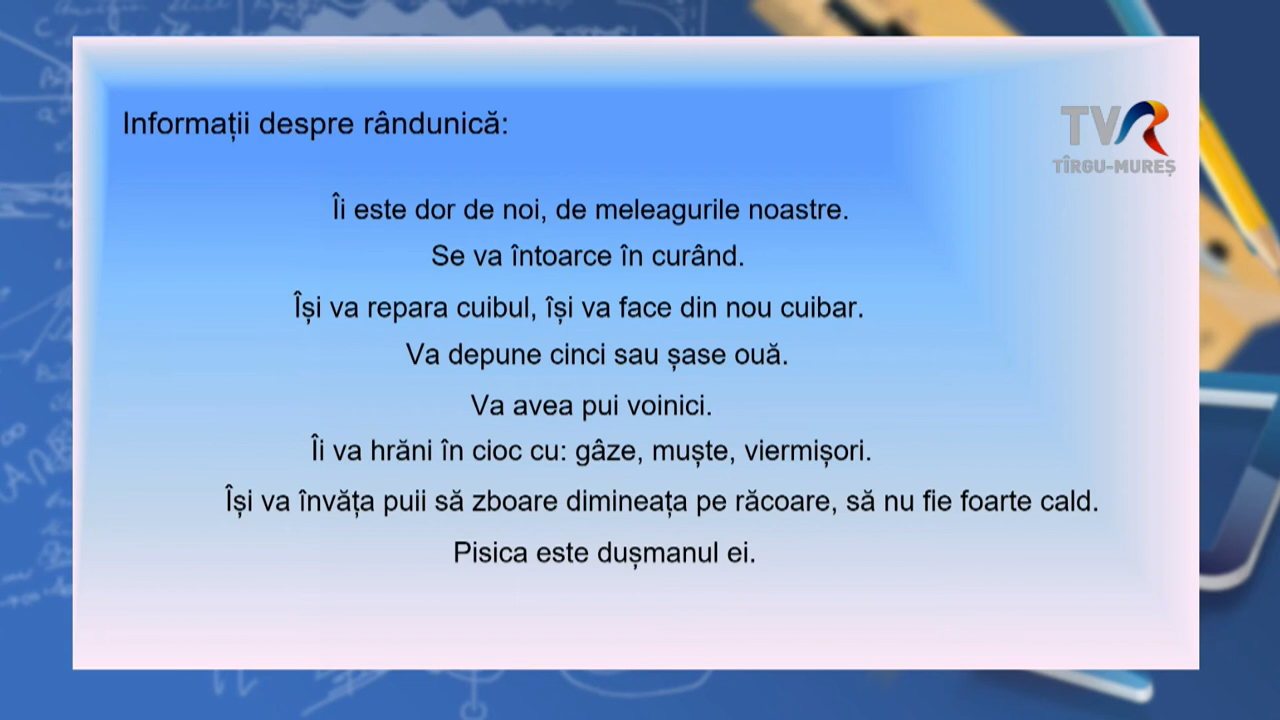 Informații despre rândunică:
TVR
TÎRGU-MUREȘ
Îi este dor de noi, de meleagurile noastre.
Se va întoarce în curând.
Își va repara cuibul, își va face din nou cuibar.
Va depune cinci sau șase ouă.
Va avea pui voinici.
Îi va hrăni în cioc cu: gâze, muște, viermișori.
Își va învăța puii să zboare dimineața pe răcoare, să nu fie foarte cald.
Pisica este dușmanul ei.